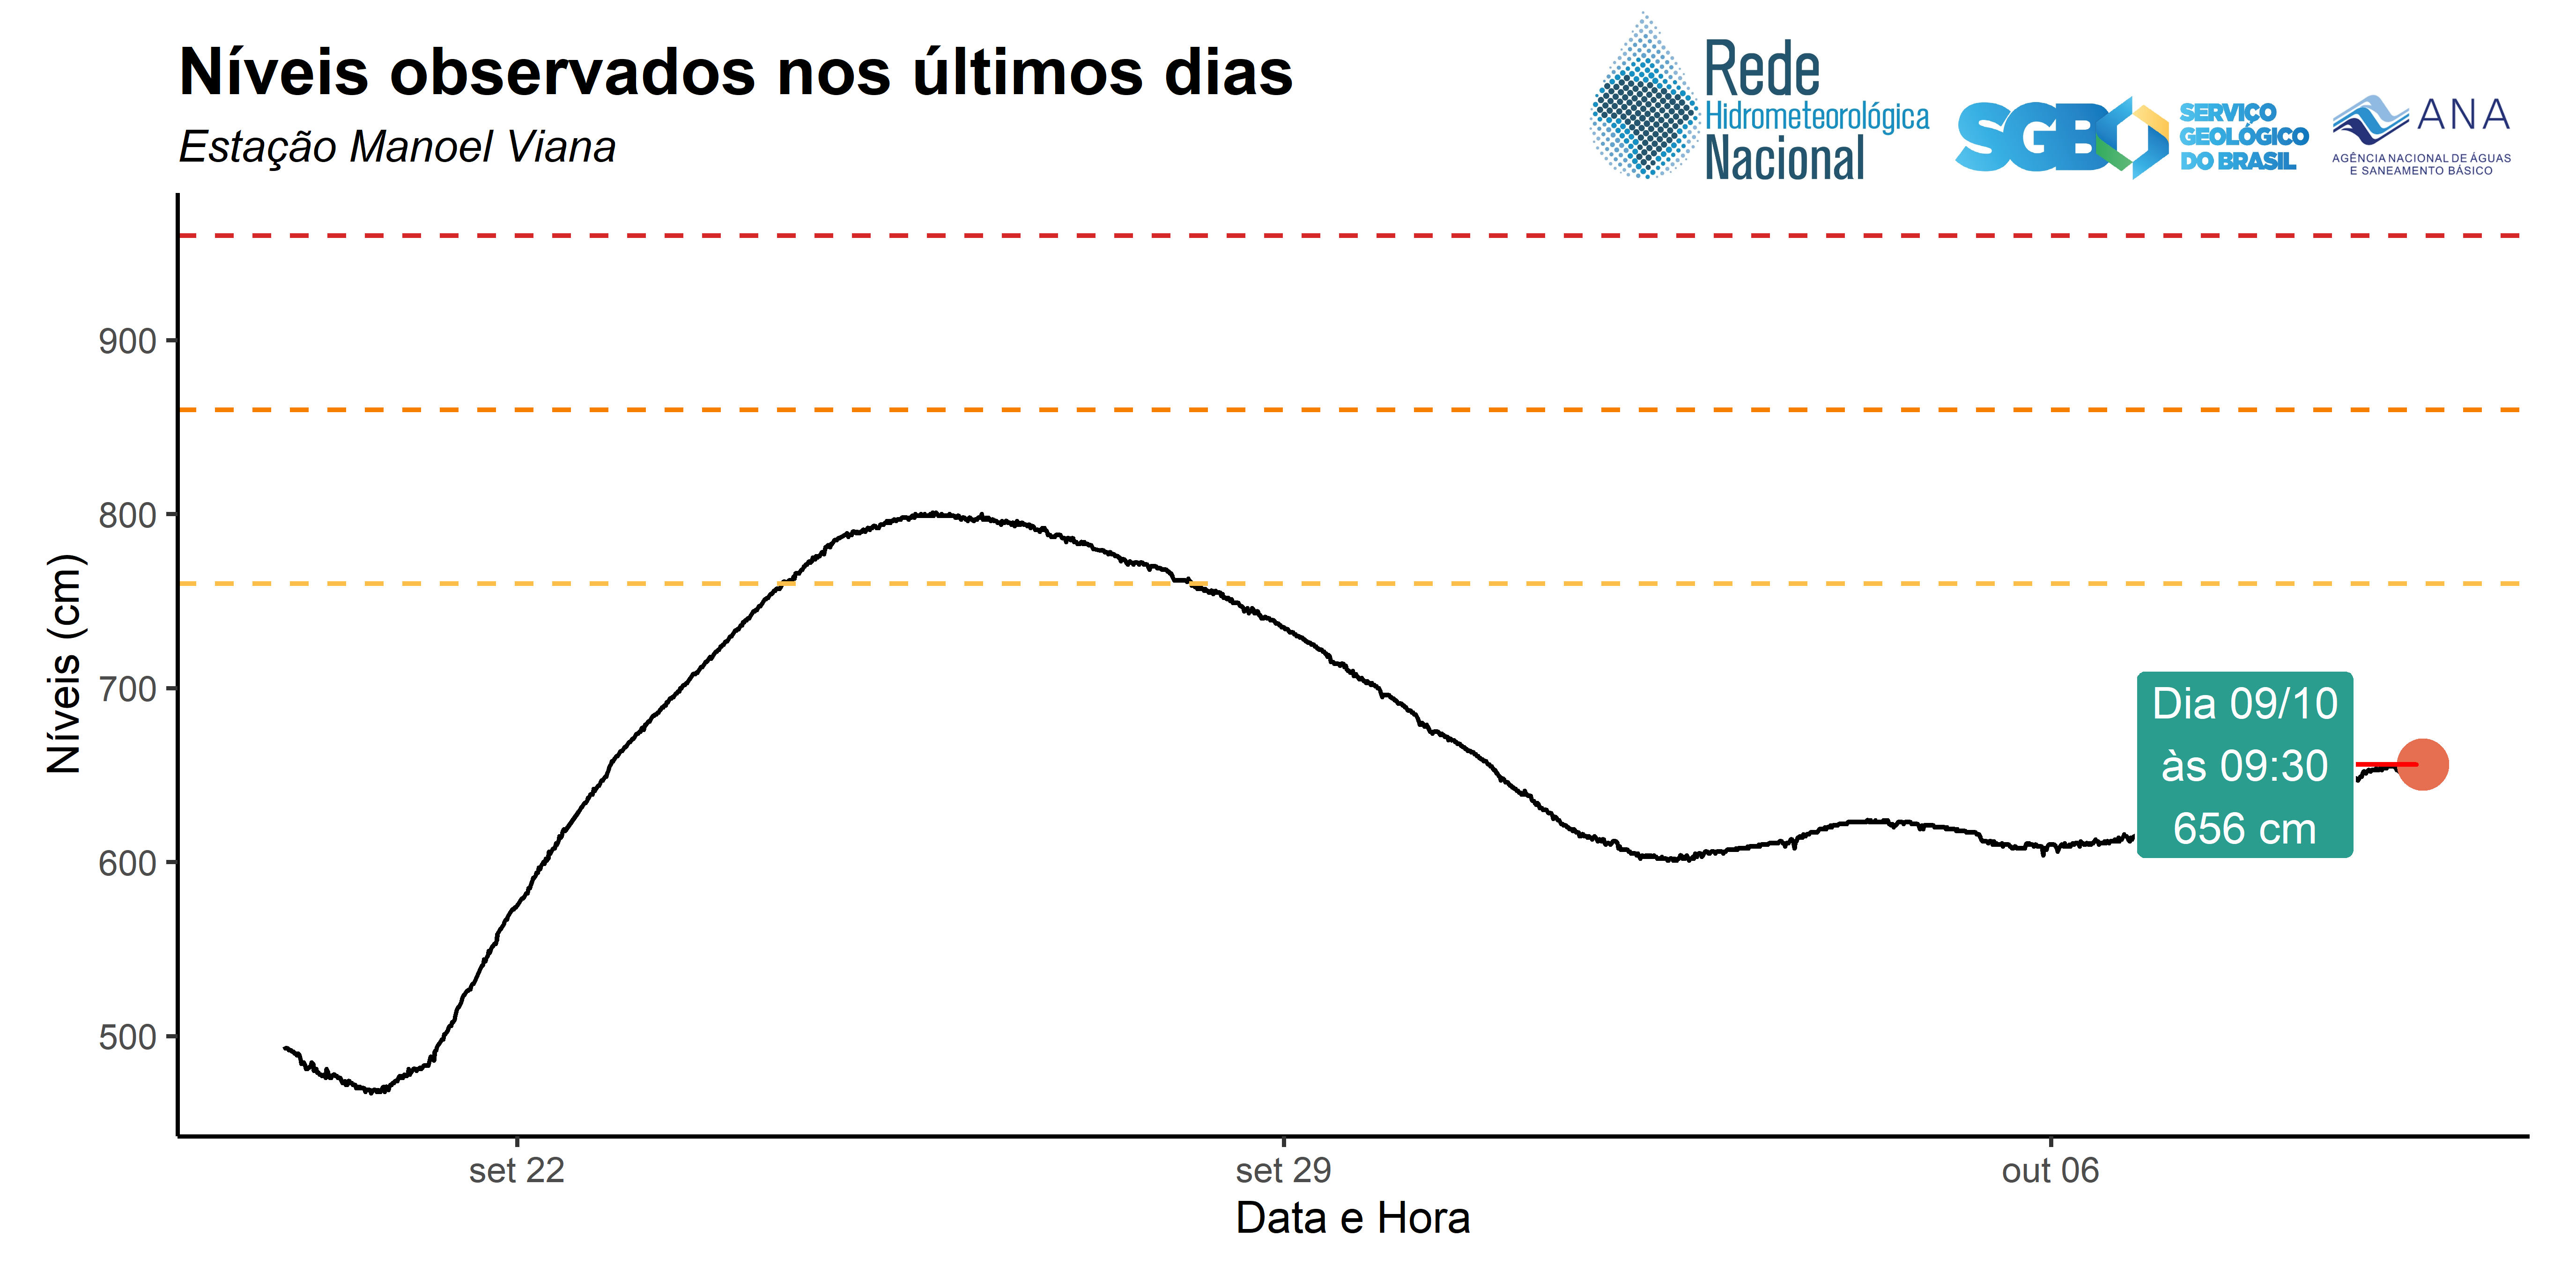 Níveis observados nos últimos dias
Estação Manoel Viana
Rede
Hidrometeorológica
Nacional
SGB
SERVIÇO
GEOLÓGICO
DO BRASIL
ANA
AGÊNCIA NACIONAL DE ÁGUAS
E SANEAMENTO BÁSICO
Níveis (cm)
900
800
700
600
500
Dia 09/10
às 09:30
656 cm
set 22
set 29
out 06
Data e Hora